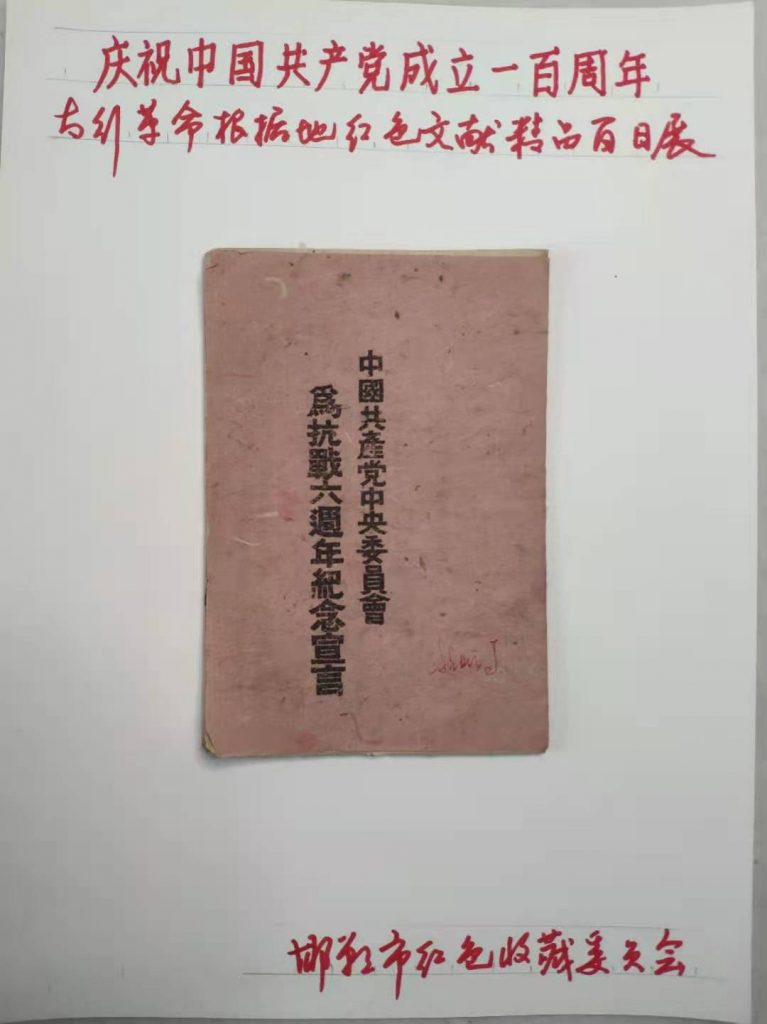 庆祝中国共产党成立一百周年
太行革命根据地红色文献精品百日展
中國共產党中央委員會
爲抗戰六週年紀念宣言
邯郸市红色收藏委员会